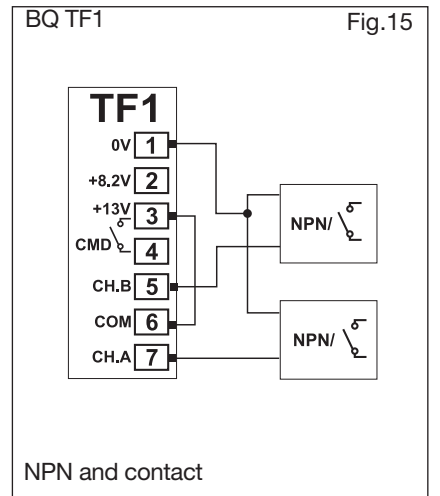 BQ TF1 Fig.15
TF1
0V 1
+8.2V 2
+13V 3
CMD 4
CH.B 5
COM 6
CH.A 7
NPN/
NPN/
NPN and contact